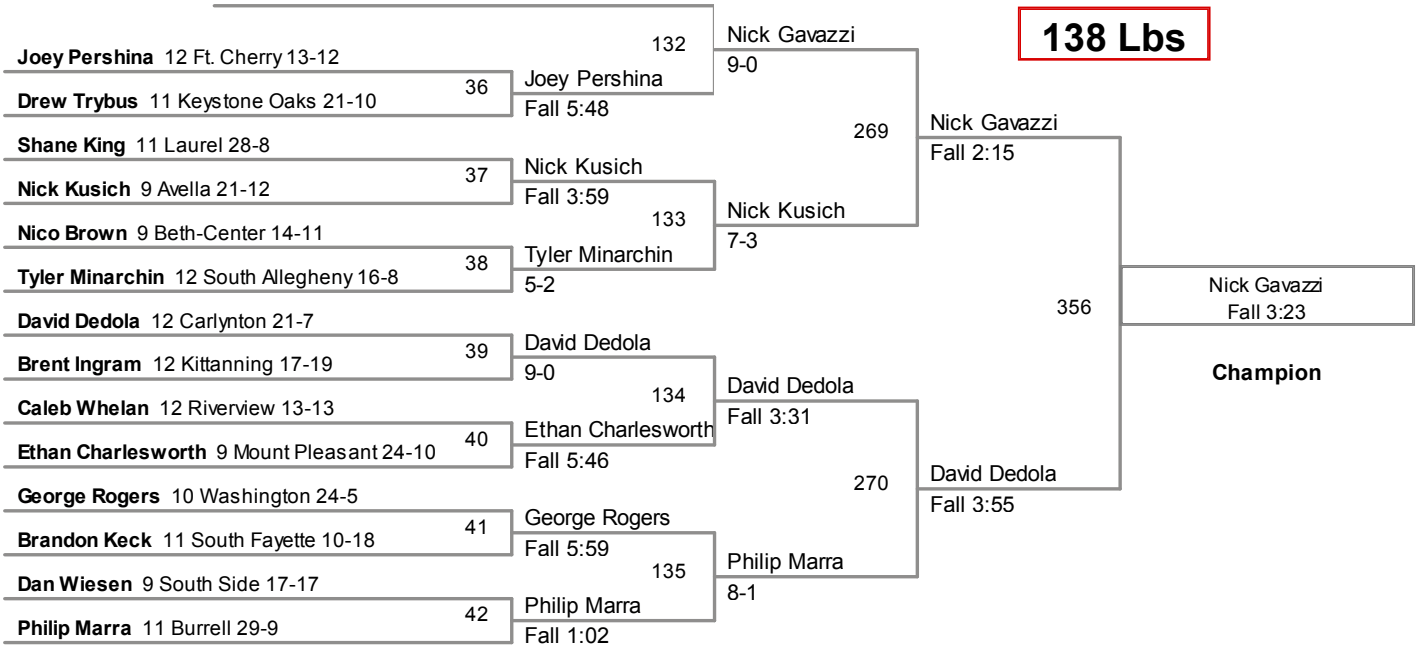 138 Lbs
Joey Pershina 12 Ft. Cherry 13-12
Drew Trybus 11 Keystone Oaks 21-10
Shane King 11 Laurel 28-8
Nick Kusich 9 Avella 21-12
Nico Brown 9 Beth-Center 14-11
Tyler Minarchin 12 South Allegheny 16-8
David Dedola 12 Carlynton 21-7
Brent Ingram 12 Kittanning 17-19
Caleb Whelan 12 Riverview 13-13
Ethan Charlesworth 9 Mount Pleasant 24-10
George Rogers 10 Washington 24-5
Brandon Keck 11 South Fayette 10-18
Dan Wiesen 9 South Side 17-17
Philip Marra 11 Burrell 29-9
36
37
38
39
40
41
42
Joey Pershina
Fall 5:48
Nick Kusich
Fall 3:59
Tyler Minarchin
5-2
David Dedola
9-0
Ethan Charlesworth
Fall 5:46
George Rogers
Fall 5:59
Philip Marra
Fall 1:02
132
133
134
135
Nick Gavazzi
9-0
Nick Kusich
7-3
David Dedola
Fall 3:31
Philip Marra
8-1
269
270
Nick Gavazzi
Fall 2:15
David Dedola
Fall 3:55
356
Nick Gavazzi
Fall 3:23
Champion